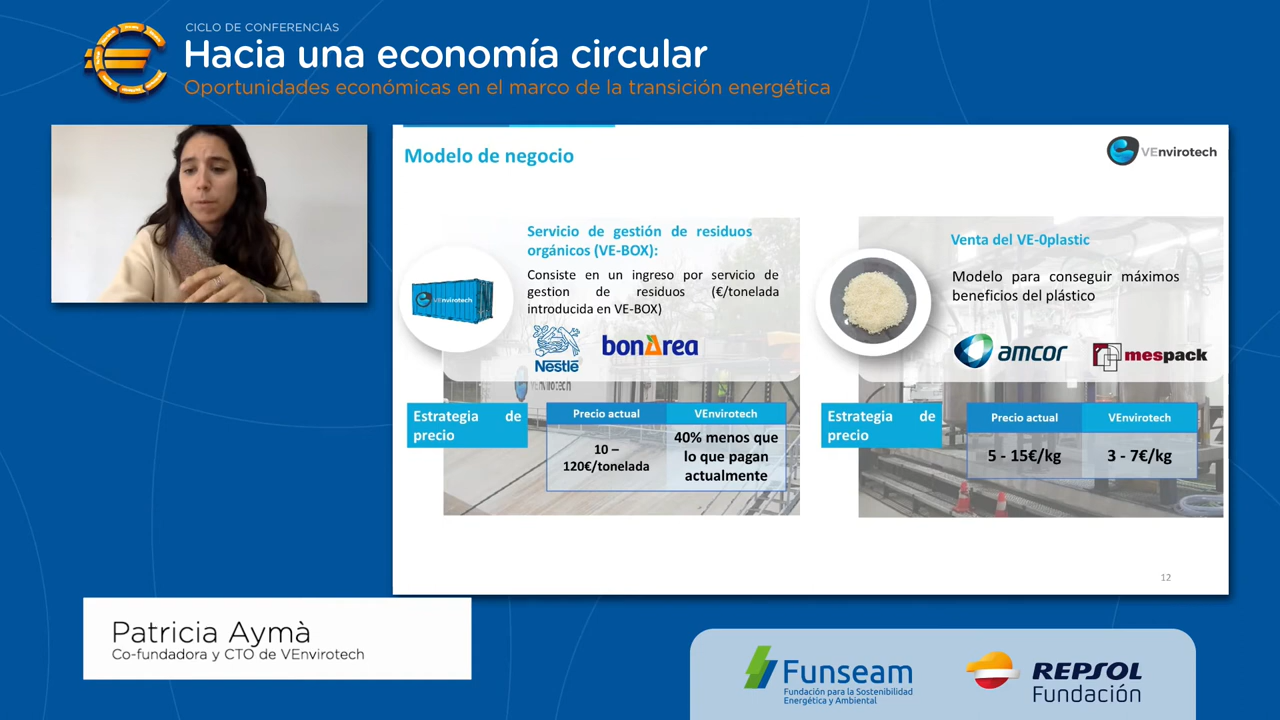 CICLO DE CONFERENCIAS
Hacia una economía circular
Oportunidades económicas en el marco de la transición energética
Modelo de negocio
VEnvirotech
Servicio de gestión de residuos
orgánicos (VE-BOX):
Consiste en un ingreso por servicio de
gestion de residuos (€/tonelada
introducida en VE-BOX)
VEnvirotech
Nestlé
bonÀrea
VEnvirotech
Estrategia de
precio
Precio actual
VEnvirotech
10 –
120€/tonelada
40% menos que
lo que pagan
actualmente
Venta del VE-0plastic
Modelo para conseguir máximos
beneficios del plástico
amcor
mespack
Estrategia de
precio
Precio actual
VEnvirotech
5 - 15€/kg
3 - 7€/kg
12
Patricia Aymà
Co-fundadora y CTO de VEnvirotech
Funseam
Fundación para la Sostenibilidad
Energética y Ambiental
REPSOL
Fundación